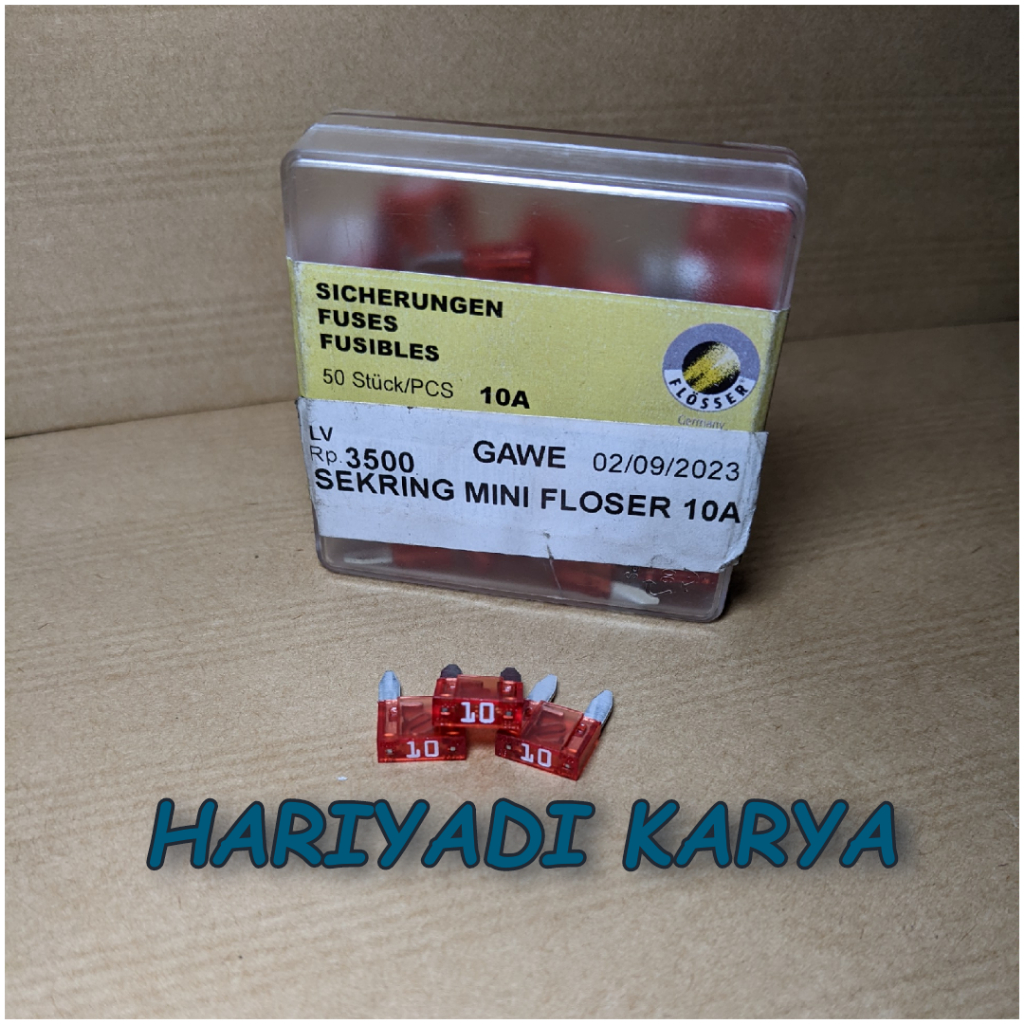 SICHERUNGEN
FUSES
FUSIBLES
50 Stück/PCS 10A
FLÖSSER
Germany
LV
Rp. 3500 GAWE 02/09/2023
SEKRING MINI FLOSER 10A
10
10
10
HARIYADI KARYA